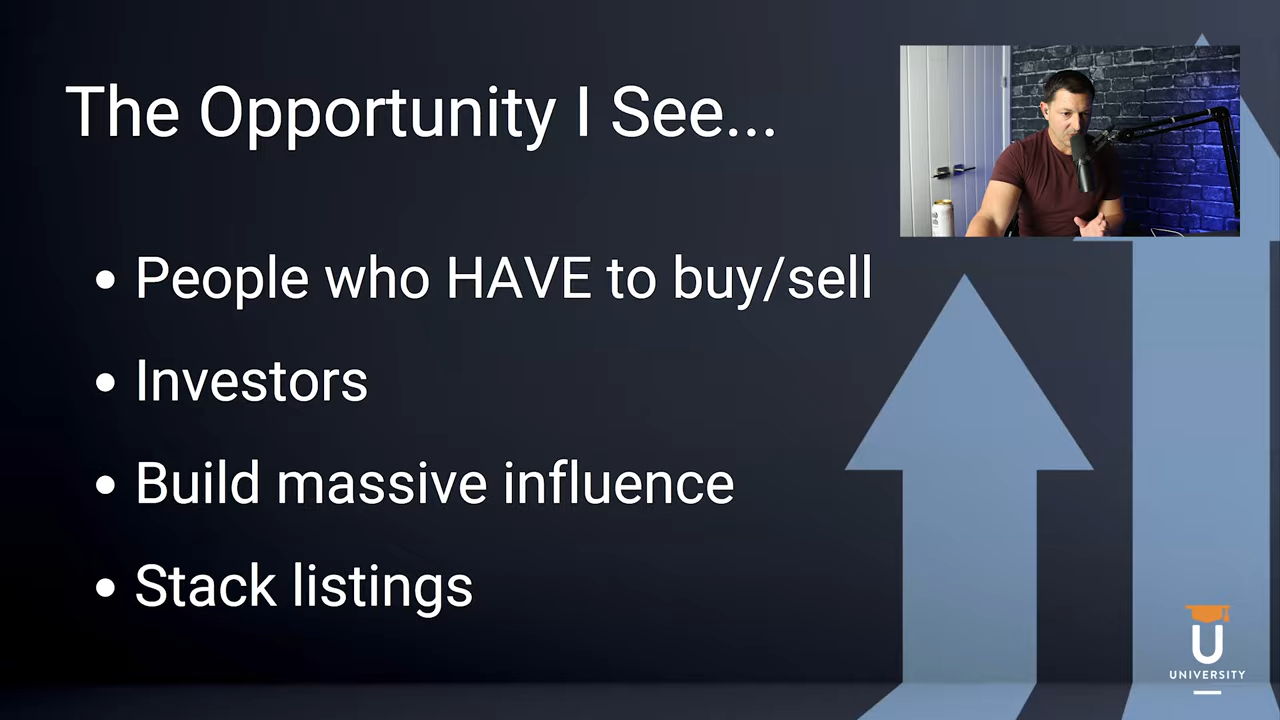 The Opportunity I See...
• People who HAVE to buy/sell
• Investors
• Build massive influence
• Stack listings
U
UNIVERSITY